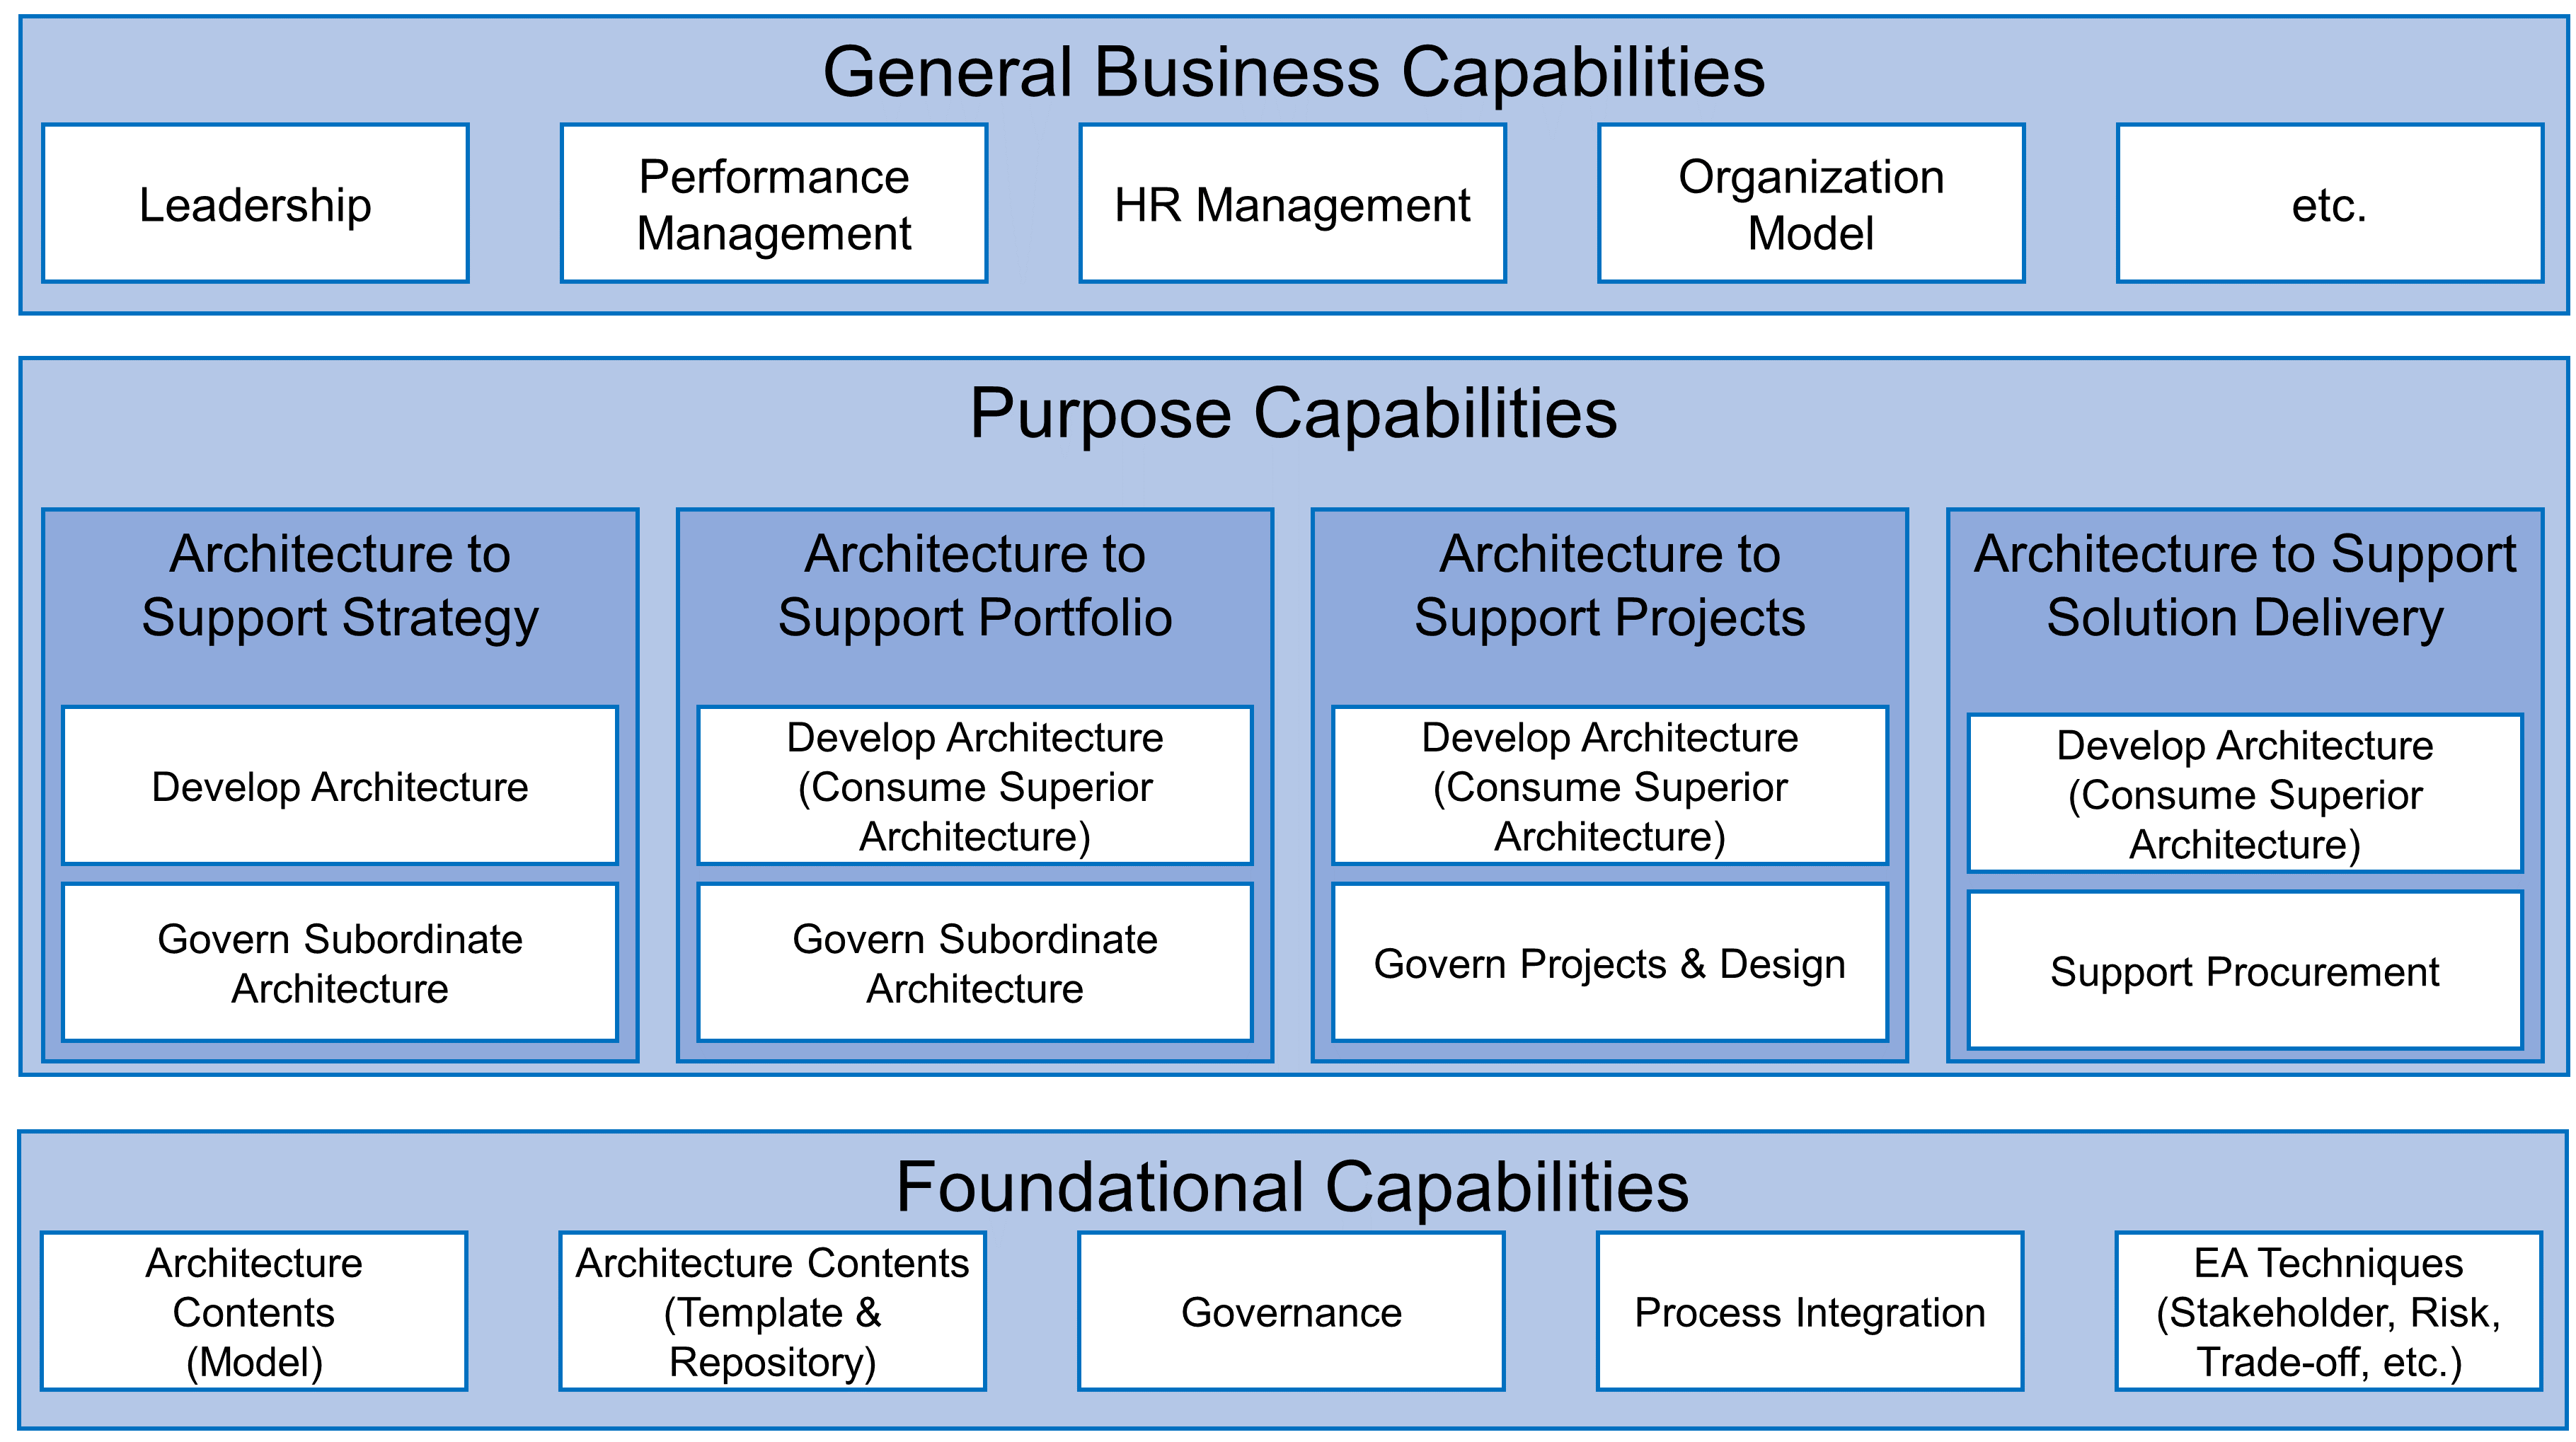 General Business Capabilities
Leadership
Performance
Management
HR Management
Organization
Model
etc.
Purpose Capabilities
Architecture to
Support Strategy
Develop Architecture
Govern Subordinate
Architecture
Architecture to
Support Portfolio
Develop Architecture
(Consume Superior
Architecture)
Govern Subordinate
Architecture
Architecture to
Support Projects
Develop Architecture
(Consume Superior
Architecture)
Govern Projects & Design
Architecture to Support
Solution Delivery
Develop Architecture
(Consume Superior
Architecture)
Support Procurement
Foundational Capabilities
Architecture
Contents
(Model)
Architecture Contents
(Template &
Repository)
Governance
Process Integration
EA Techniques
(Stakeholder, Risk,
Trade-off, etc.)